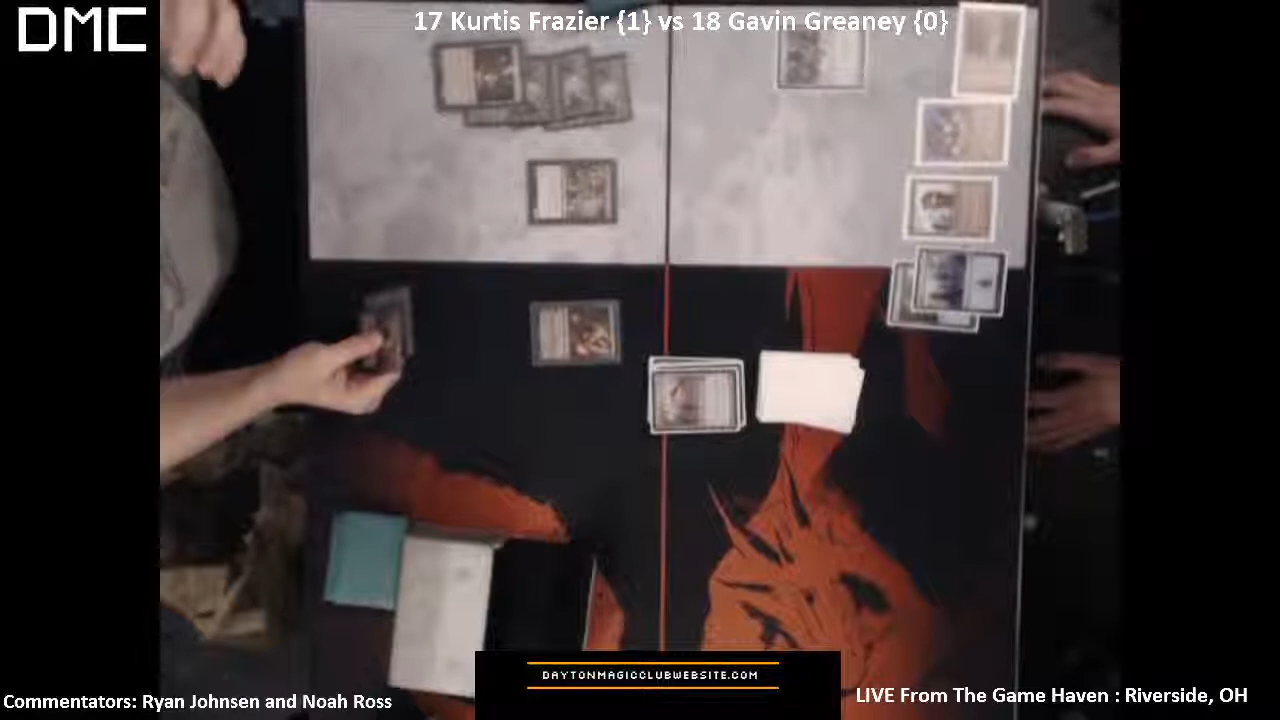 DMC
17 Kurtis Frazier {1} vs 18 Gavin Greaney {0}
DAYTONMAGICCLUBWEBSITE.COM
Commentators: Ryan Johnsen and Noah Ross
LIVE From The Game Haven : Riverside, OH